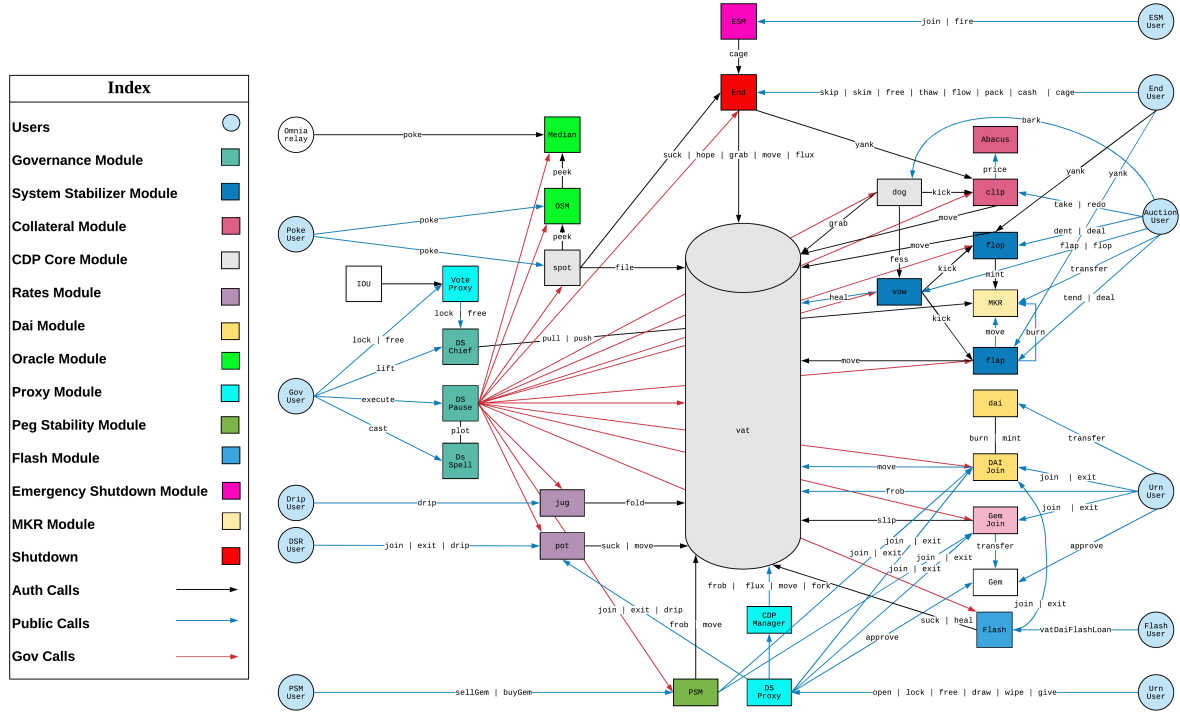 Index
Users
Governance Module
System Stabilizer Module
Collateral Module
CDP Core Module
Rates Module
Dai Module
Oracle Module
Proxy Module
Peg Stability Module
Flash Module
Emergency Shutdown Module
MKR Module
Shutdown
Auth Calls
Public Calls
Gov Calls
ESM
join | fire
ESM
User
cage
End
skip | skim | free | thaw | flow | pack | cash | cage
End
User
Omnia
relay
poke
Median
suck | hope | grab | move | flux
yank
bark
Abacus
price
peek
yank
yank
dog
kick
clip
OSM
poke
Poke
User
poke
peek
grab
move
take | redo
Auction
User
spot
file
move
flop
dent | deal
flap | flop
fess
kick
mint
transfer
IOU
Vote
Proxy
vow
heal
MKR
tend | deal
lock | free
kick
move
burn
lock | free
DS
Chief
pull | push
lift
move
flap
Gov
User
execute
DS
Pause
dai
cast
plot
vat
burn | mint
transfer
Ds
Spell
move
DAI
Join
join | exit
Urn
User
frob
Drip
User
drip
jug
fold
join | exit
slip
Gem
Join
DSR
User
join | exit | drip
pot
suck | move
join | exit
transfer
approve
join | exit
join | exit
join | exit
Gem
frob | flux | move | fork
join | exit | drip
join | exit
frob | move
CDP
Manager
suck | heal
Flash
vatDaiFlashLoan
Flash
User
approve
PSM
User
sellGem | buyGem
PSM
DS
Proxy
open | lock | free | draw | wipe | give
Urn
User